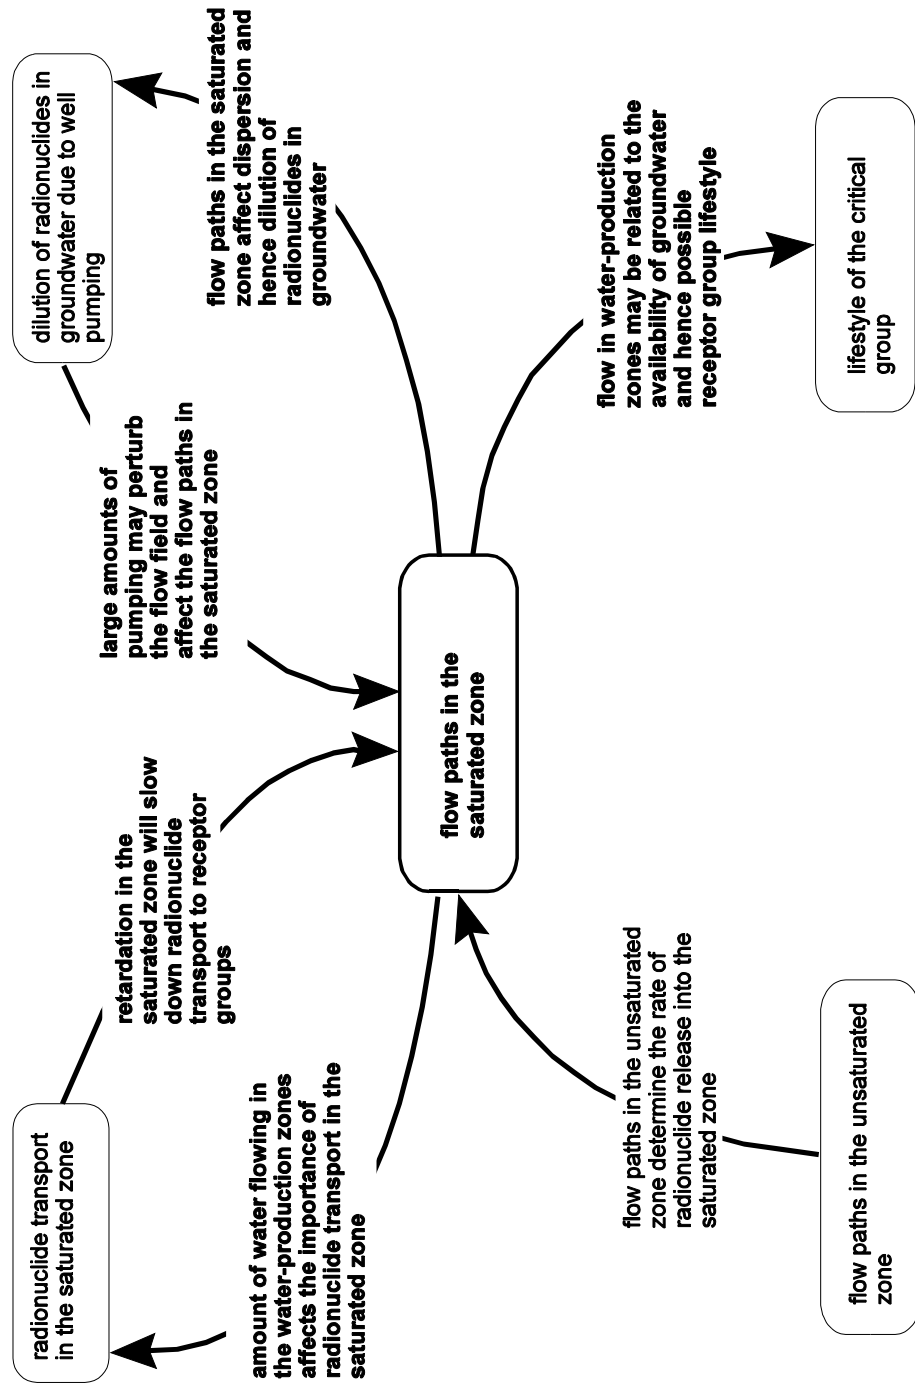 radionuclide transport
in the saturated zone
retardation in the
saturated zone will slow
down radionuclide
transport to receptor
groups
large amounts of
pumping may perturb
the flow field and
affect the flow paths in
the saturated zone
dilution of radionuclides in
groundwater due to well
pumping
amount of water flowing in
the water-production zones
affects the importance of
radionuclide transport in the
saturated zone
flow paths in the saturated
zone affect dispersion and
hence dilution of
radionuclides in
groundwater
flow paths in the
saturated zone
flow paths in the unsaturated
zone determine the rate of
radionuclide release into the
saturated zone
flow in water-production
zones may be related to the
availability of groundwater
and hence possible
receptor group lifestyle
flow paths in the unsaturated
zone
lifestyle of the critical
group